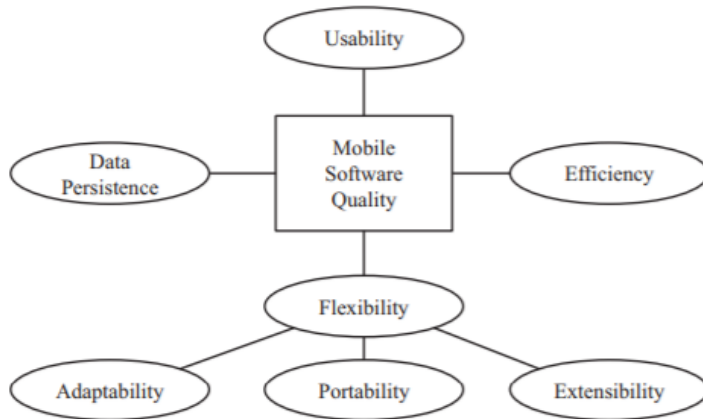 Usability
Data
Persistence
Mobile
Software
Quality
Efficiency
Flexibility
Adaptability
Portability
Extensibility